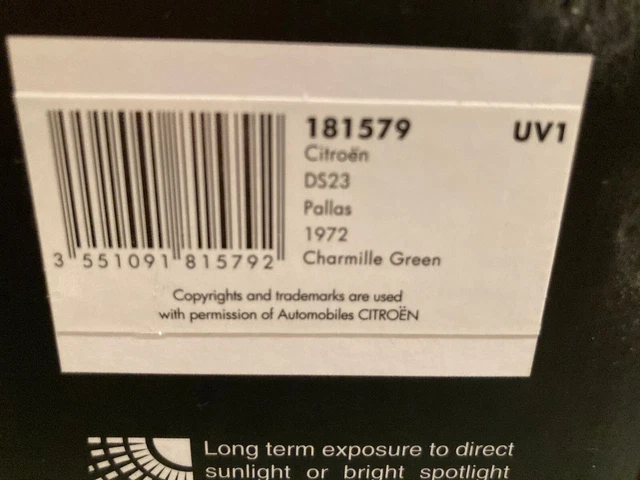 181579 UV1
Citroën
DS23
Pallas
1972
Charmille Green
3 551091 815792
Copyrights and trademarks are used
with permission of Automobiles CITROËN
Long term exposure to direct
sunlight or bright spotlight